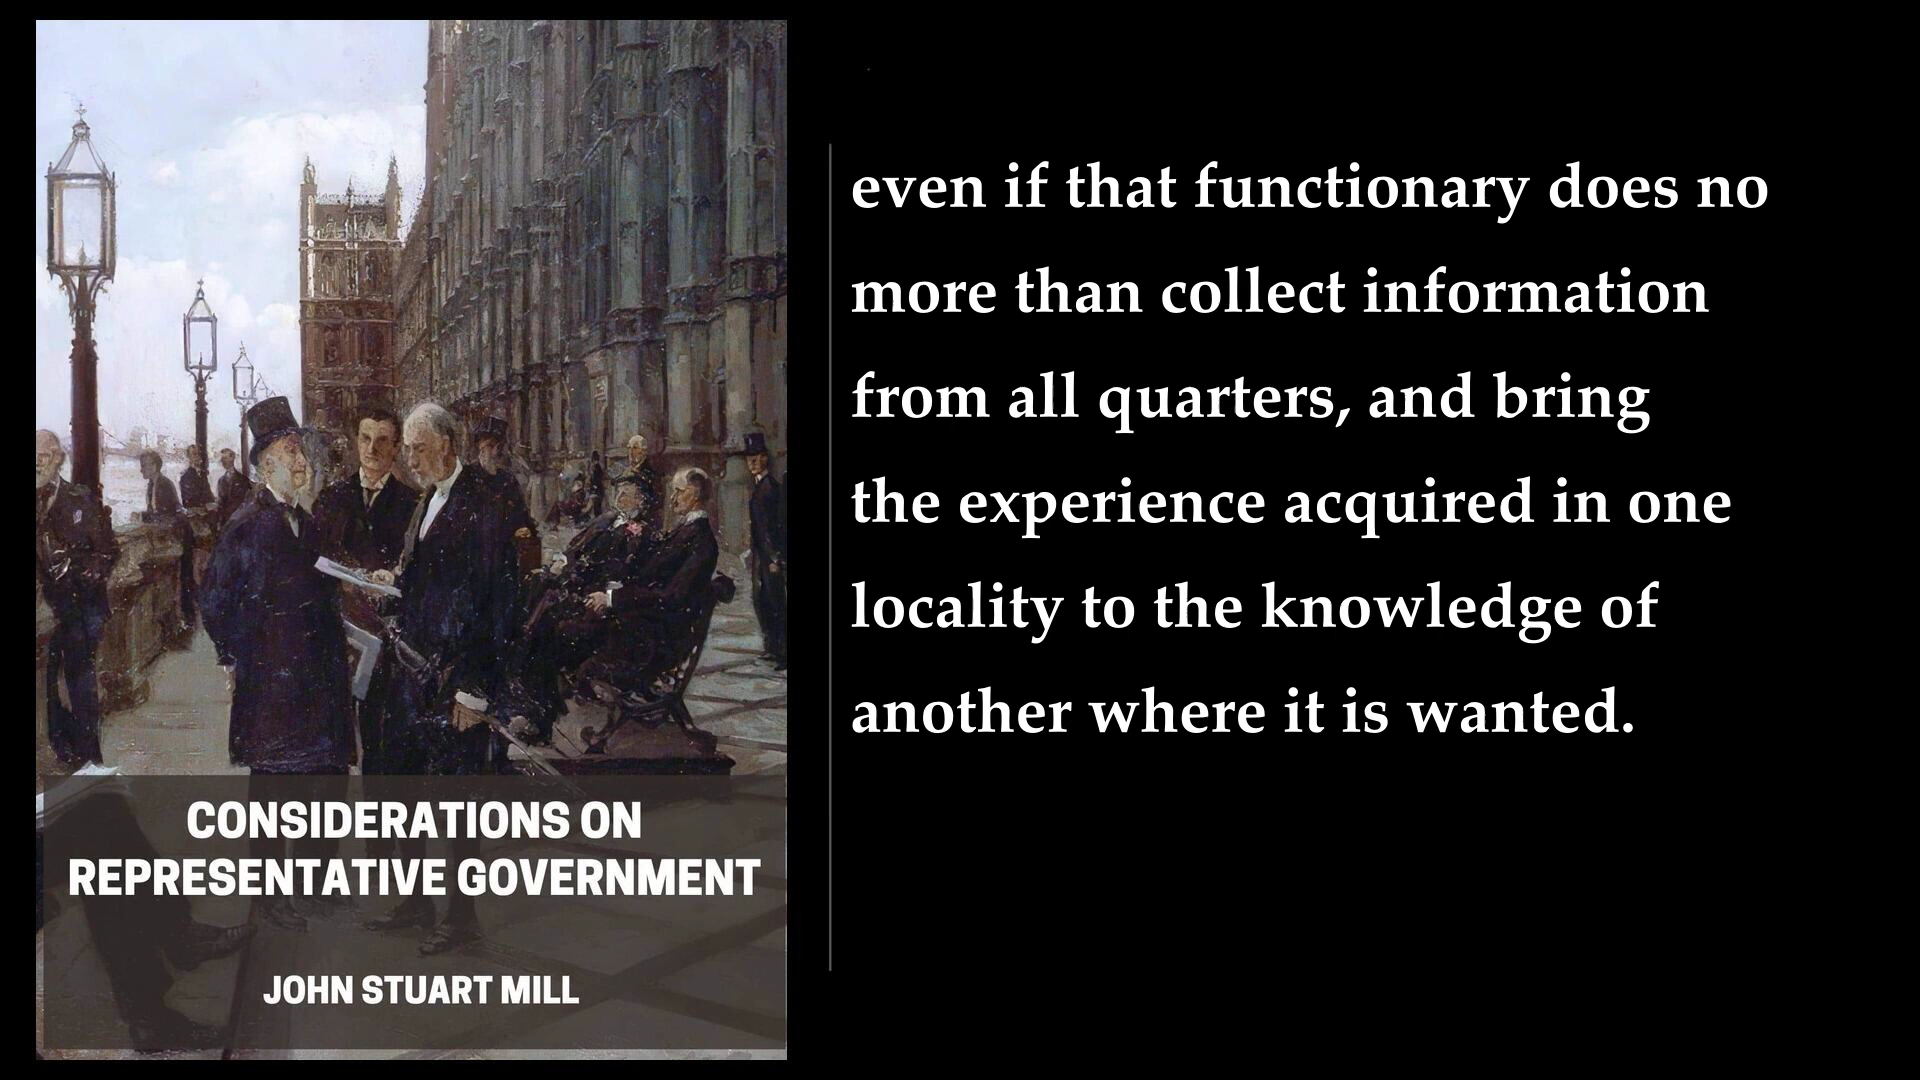 CONSIDERATIONS ON
REPRESENTATIVE GOVERNMENT
JOHN STUART MILL
even if that functionary does no
more than collect information
from all quarters, and bring
the experience acquired in one
locality to the knowledge of
another where it is wanted.